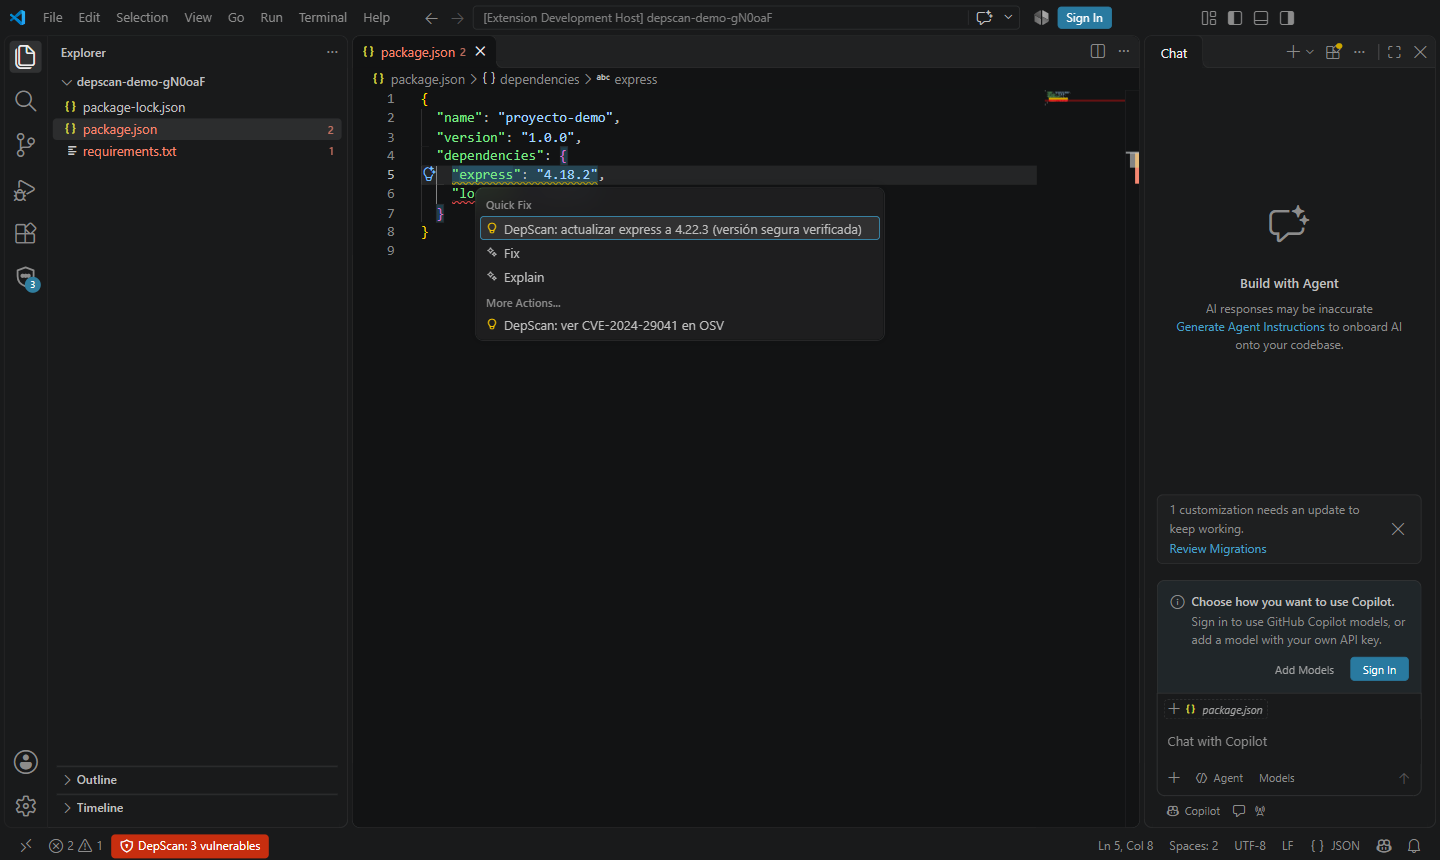 File Edit Selection View Go Run Terminal Help
[Extension Development Host] depscan-demo-gN0oaF
Sign In
Explorer
depscan-demo-gN0oaF
package-lock.json
package.json 2
requirements.txt 1
3
Outline
Timeline
package.json 2
package.json > { } dependencies > abc express
1 {
2 "name": "proyecto-demo",
3 "version": "1.0.0",
4 "dependencies": {
5 "express": "4.18.2",
6 "lo
7 }
8 }
9
Quick Fix
DepScan: actualizar express a 4.22.3 (versión segura verificada)
Fix
Explain
More Actions...
DepScan: ver CVE-2024-29041 en OSV
Chat
Build with Agent
AI responses may be inaccurate
Generate Agent Instructions to onboard AI
onto your codebase.
1 customization needs an update to
keep working.
Review Migrations
Choose how you want to use Copilot.
Sign in to use GitHub Copilot models, or
add a model with your own API key.
Add Models Sign In
package.json
Chat with Copilot
Agent Models
Copilot
2 1 DepScan: 3 vulnerables
Ln 5, Col 8 Spaces: 2 UTF-8 LF { } JSON